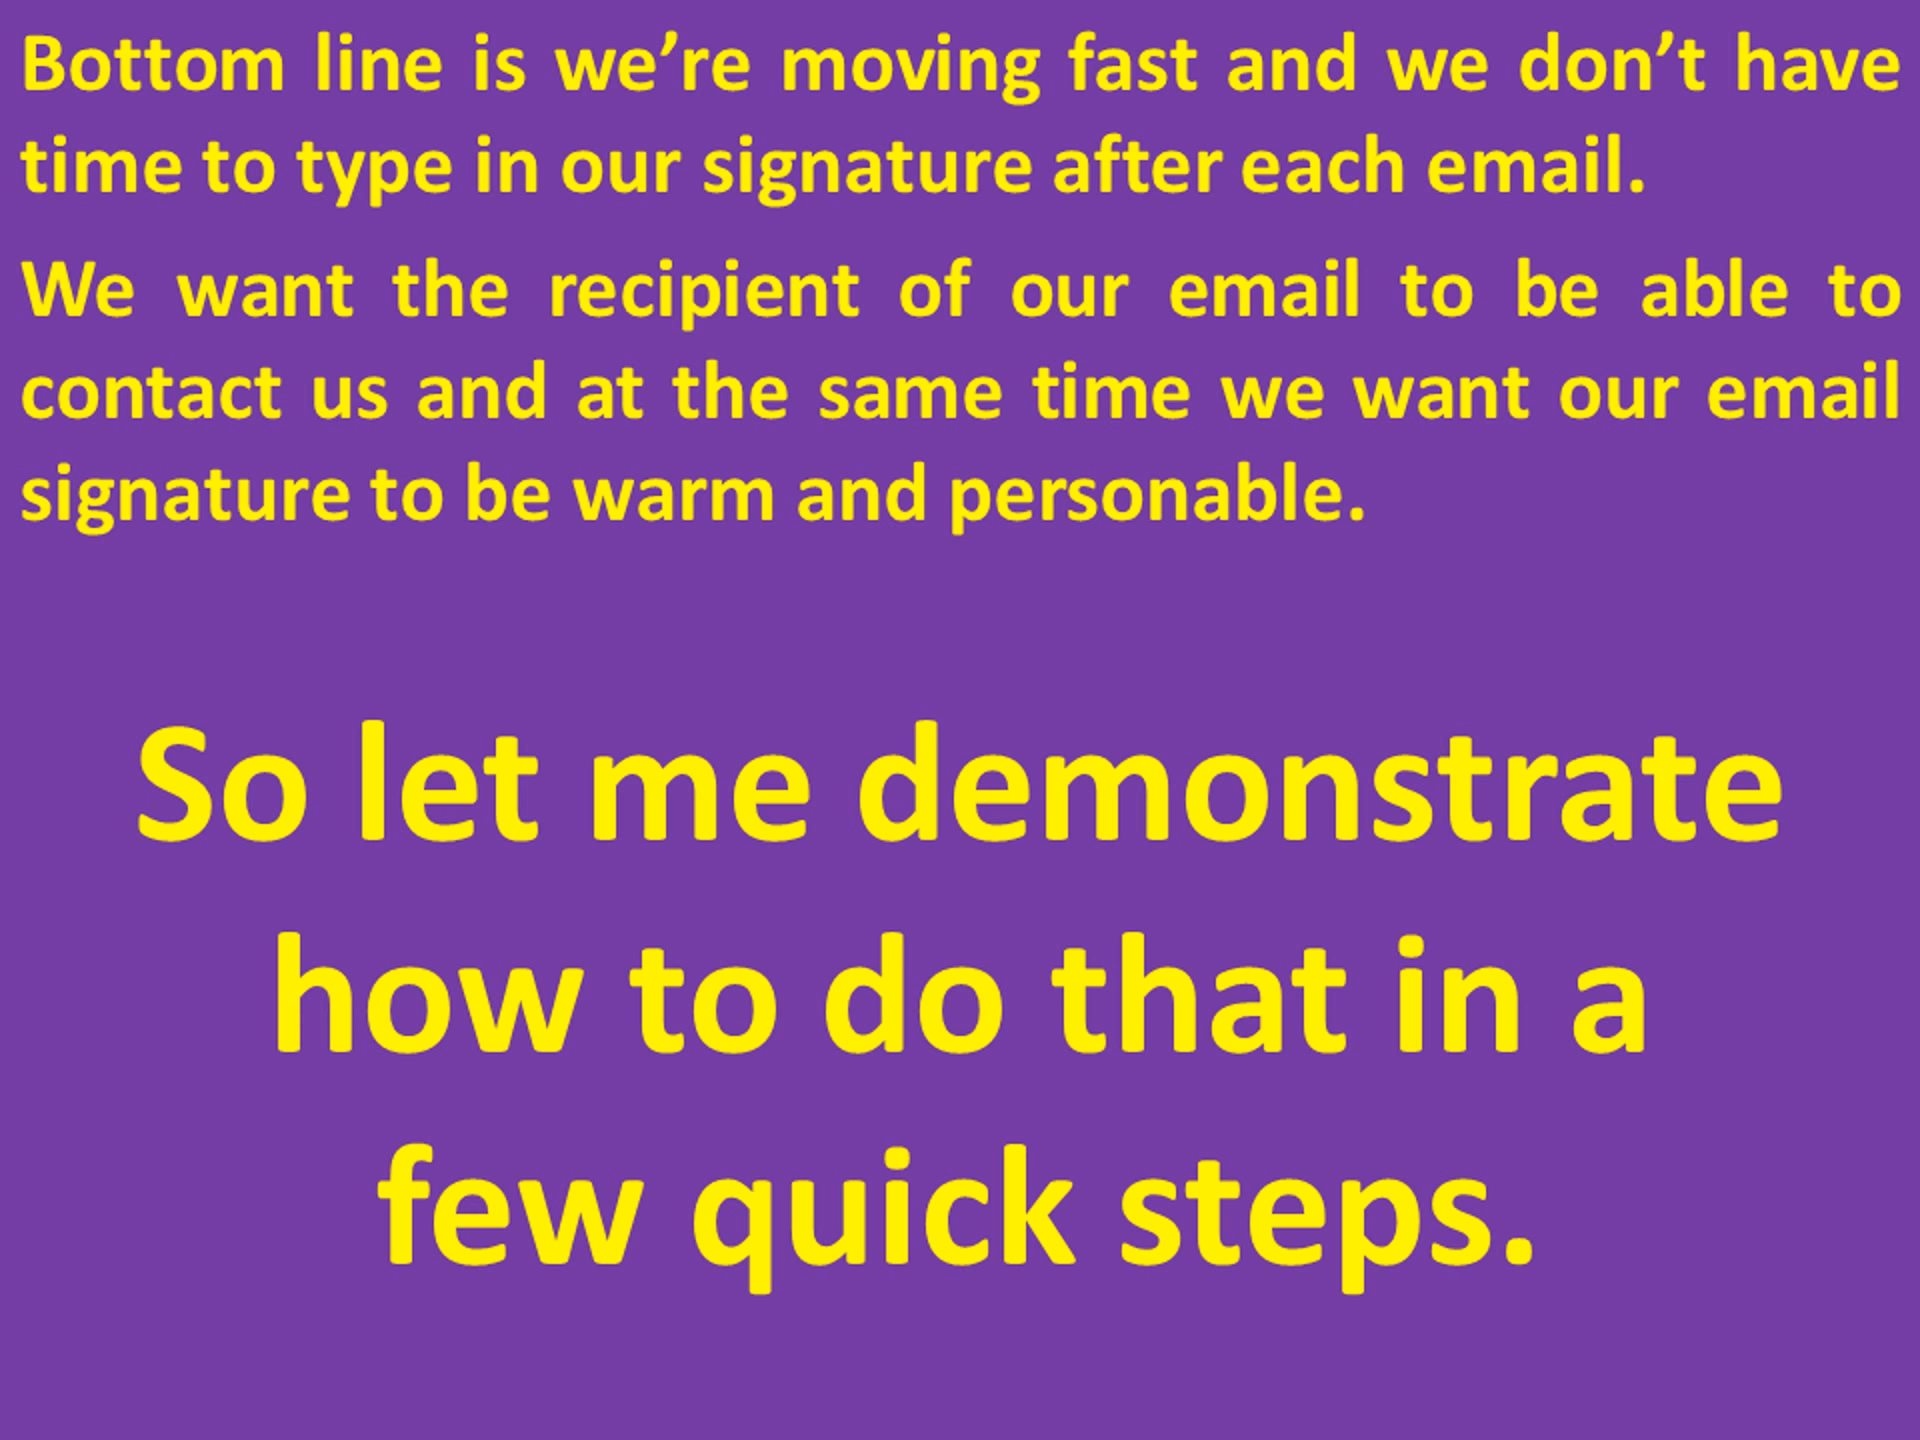 Bottom line is we’re moving fast and we don’t have
time to type in our signature after each email.
We want the recipient of our email to be able to
contact us and at the same time we want our email
signature to be warm and personable.
So let me demonstrate
how to do that in a
few quick steps.